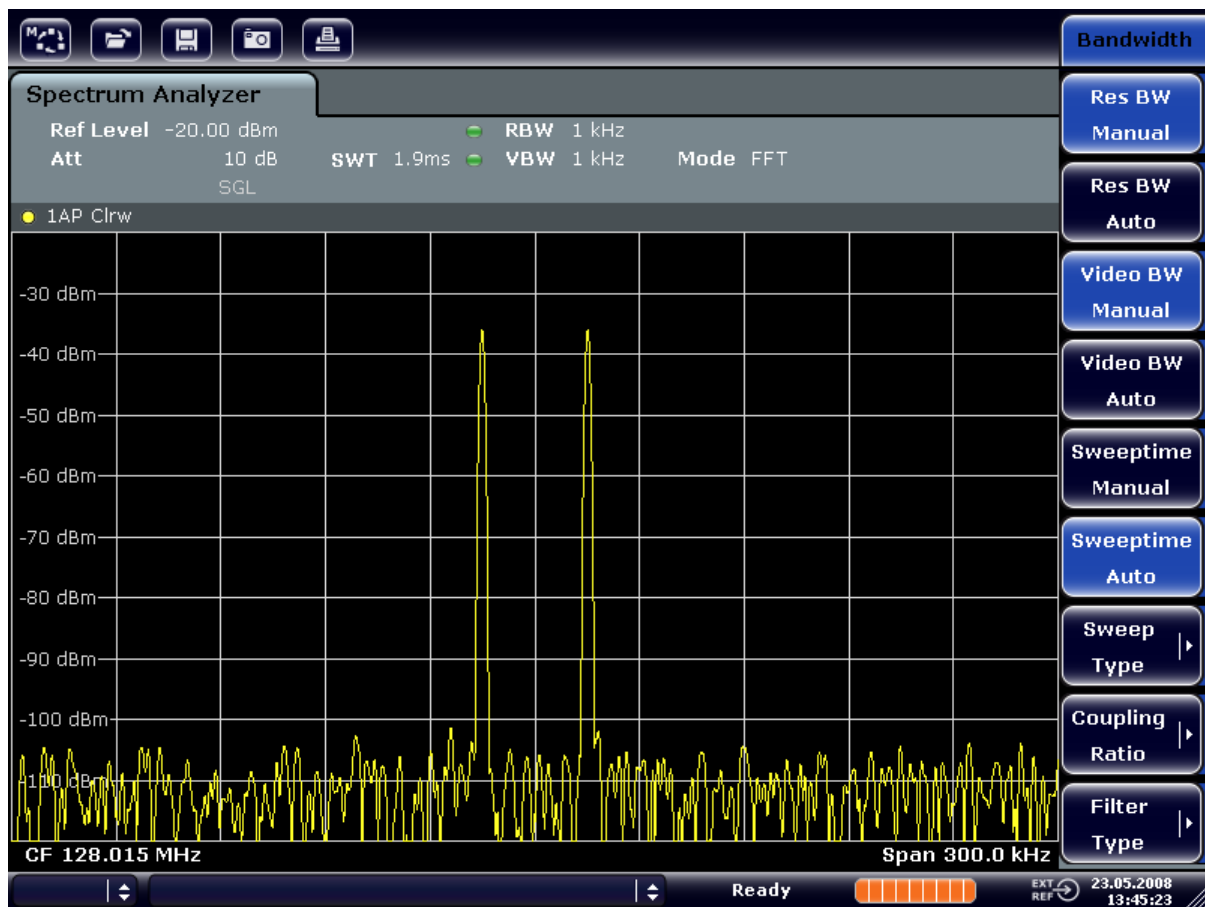 M
Bandwidth
Spectrum Analyzer
Ref Level -20.00 dBm RBW 1 kHz
Att 10 dB SWT 1.9ms VBW 1 kHz Mode FFT
SGL
1AP Clrw
-30 dBm
-40 dBm
-50 dBm
-60 dBm
-70 dBm
-80 dBm
-90 dBm
-100 dBm
-110 dBm
CF 128.015 MHz Span 300.0 kHz
Res BW
Manual
Res BW
Auto
Video BW
Manual
Video BW
Auto
Sweeptime
Manual
Sweeptime
Auto
Sweep
Type
Coupling
Ratio
Filter
Type
Ready EXT REF 23.05.2008
13:45:23